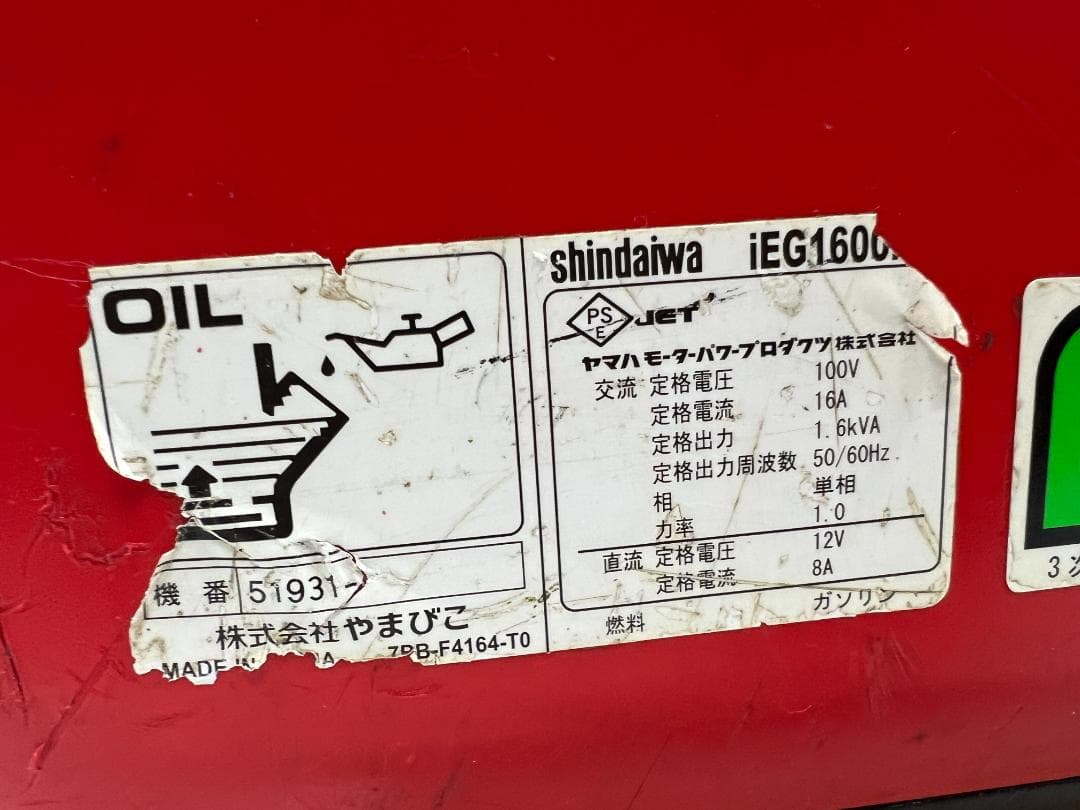 OIL
機番 51931-
株式会社やまびこ
MADE IN
7PB-F4164-T0
shindaiwa iEG1600
PS E JET
ヤマハモーターパワープロダクツ株式会社
交流 定格電圧 100V
定格電流 16A
定格出力 1.6kVA
定格出力周波数 50/60Hz
相 単相
力率 1.0
直流 定格電圧 12V
定格電流 8A
燃料 ガソリン
3次